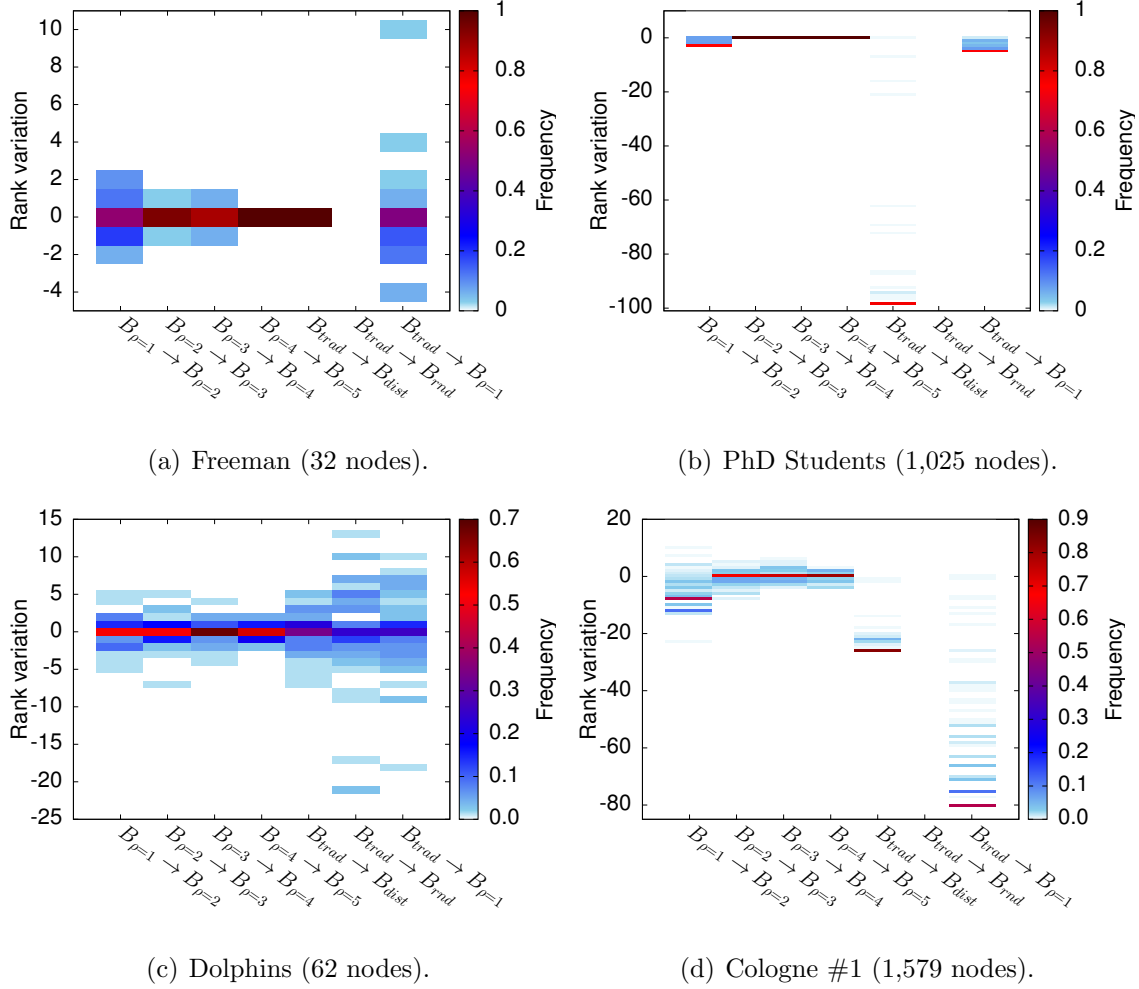 10
8
6
4
2
0
-2
-4
Rank variation
1
0.8
0.6
0.4
0.2
0
Frequency
B_{ρ=1} → B_{ρ=2}
B_{ρ=2} → B_{ρ=3}
B_{ρ=3} → B_{ρ=4}
B_{ρ=4} → B_{ρ=5}
B_{trad} → B_{dist}
B_{trad} → B_{rnd}
B_{trad} → B_{ρ=1}
(a) Freeman (32 nodes).
0
-20
-40
-60
-80
-100
Rank variation
1
0.8
0.6
0.4
0.2
0
Frequency
B_{ρ=1} → B_{ρ=2}
B_{ρ=2} → B_{ρ=3}
B_{ρ=3} → B_{ρ=4}
B_{ρ=4} → B_{ρ=5}
B_{trad} → B_{dist}
B_{trad} → B_{rnd}
B_{trad} → B_{ρ=1}
(b) PhD Students (1,025 nodes).
15
10
5
0
-5
-10
-15
-20
-25
Rank variation
0.7
0.6
0.5
0.4
0.3
0.2
0.1
0.0
Frequency
B_{ρ=1} → B_{ρ=2}
B_{ρ=2} → B_{ρ=3}
B_{ρ=3} → B_{ρ=4}
B_{ρ=4} → B_{ρ=5}
B_{trad} → B_{dist}
B_{trad} → B_{rnd}
B_{trad} → B_{ρ=1}
(c) Dolphins (62 nodes).
20
0
-20
-40
-60
-80
Rank variation
0.9
0.8
0.7
0.6
0.5
0.4
0.3
0.2
0.1
0.0
Frequency
B_{ρ=1} → B_{ρ=2}
B_{ρ=2} → B_{ρ=3}
B_{ρ=3} → B_{ρ=4}
B_{ρ=4} → B_{ρ=5}
B_{trad} → B_{dist}
B_{trad} → B_{rnd}
B_{trad} → B_{ρ=1}
(d) Cologne #1 (1,579 nodes).